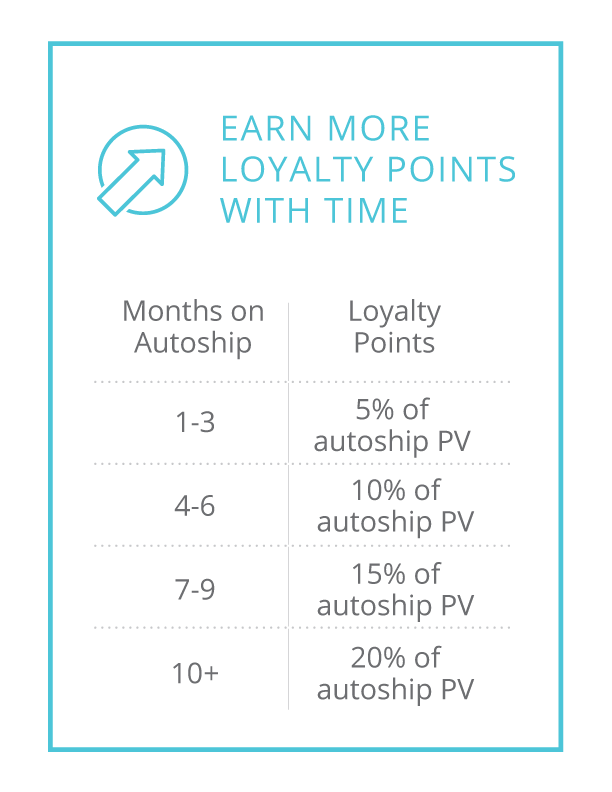 EARN MORE
LOYALTY POINTS
WITH TIME
Months on
Autoship
Loyalty
Points
1-3
5% of
autoship PV
4-6
10% of
autoship PV
7-9
15% of
autoship PV
10+
20% of
autoship PV